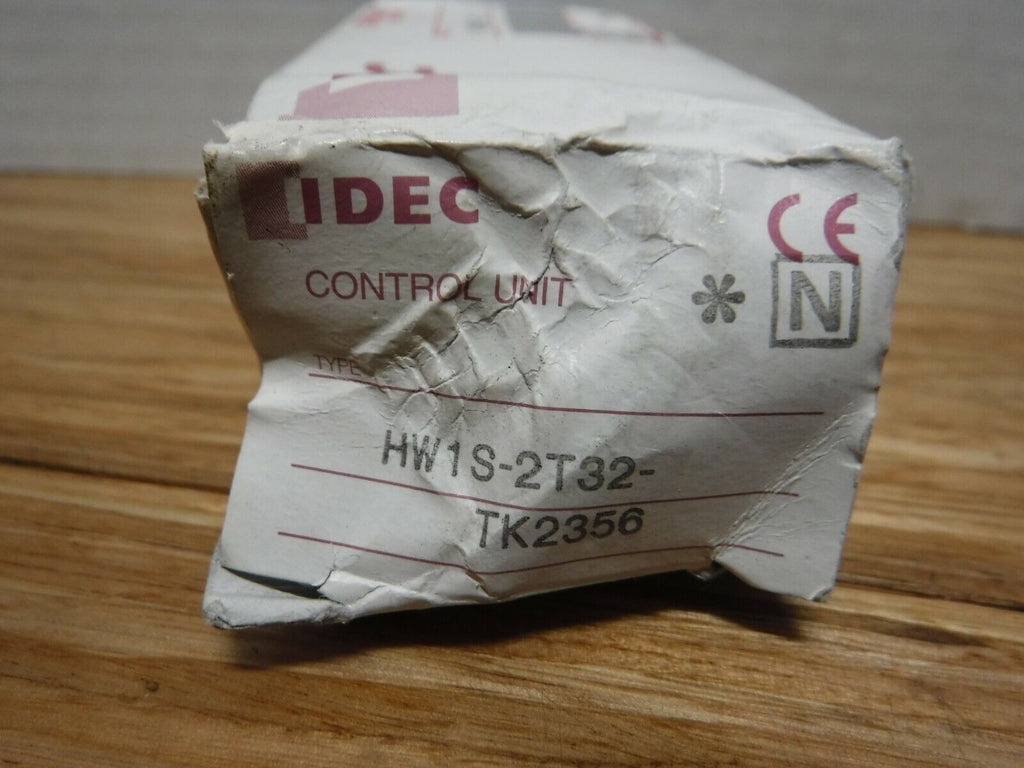 IDEC
CE
CONTROL UNIT
* N
TYPE
HW1S-2T32-
TK2356